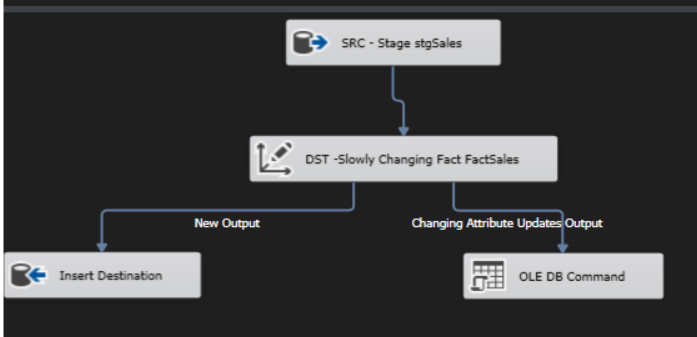 SRC - Stage stgSales
DST -Slowly Changing Fact FactSales
New Output
Changing Attribute Updates Output
Insert Destination
OLE DB Command